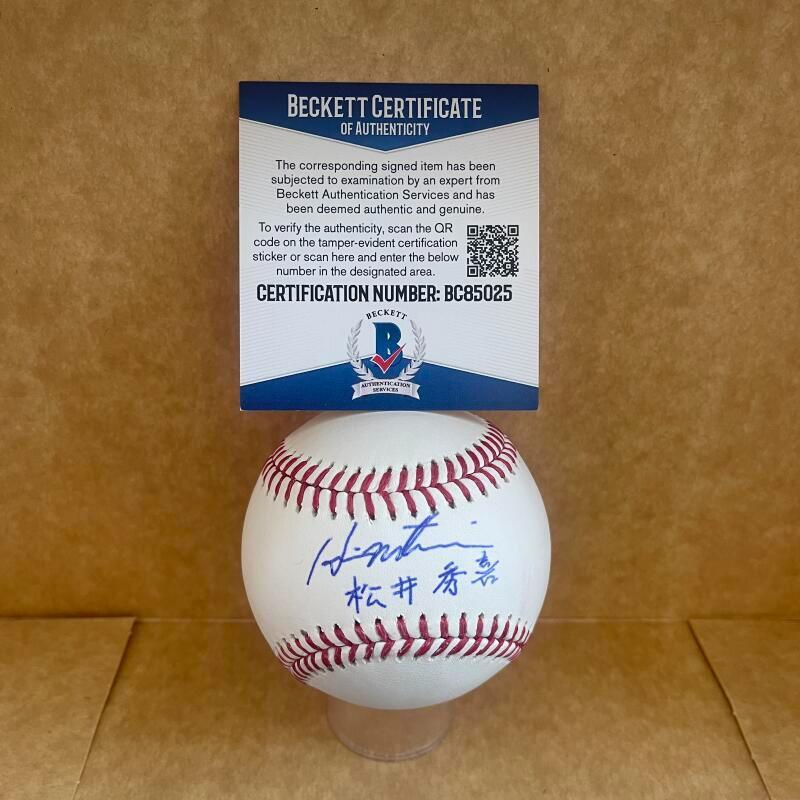 BECKETT CERTIFICATE
OF AUTHENTICITY
The corresponding signed item has been
subjected to examination by an expert from
Beckett Authentication Services and has
been deemed authentic and genuine.
To verify the authenticity, scan the QR
code on the tamper-evident certification
sticker or scan here and enter the below
number in the designated area.
CERTIFICATION NUMBER: BC85025
BECKETT
B
AUTHENTICATION
SERVICES
松井 秀喜